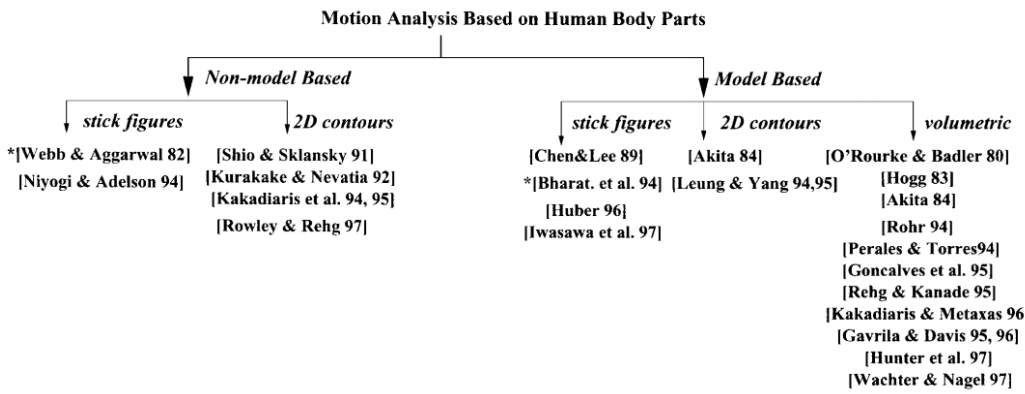 Motion Analysis Based on Human Body Parts
Non-model Based
Model Based
stick figures
2D contours
stick figures
2D contours
volumetric
*[Webb & Aggarwal 82]
[Niyogi & Adelson 94]
[Shio & Sklansky 91]
[Kurakake & Nevatia 92]
[Kakadiaris et al. 94, 95]
[Rowley & Rehg 97]
[Chen&Lee 89]
*[Bharat. et al. 94]
[Huber 96]
[Iwasawa et al. 97]
[Akita 84]
[Leung & Yang 94,95]
[O'Rourke & Badler 80]
[Hogg 83]
[Akita 84]
[Rohr 94]
[Perales & Torres94]
[Goncalves et al. 95]
[Rehg & Kanade 95]
[Kakadiaris & Metaxas 96
[Gavrila & Davis 95, 96]
[Hunter et al. 97]
[Wachter & Nagel 97]